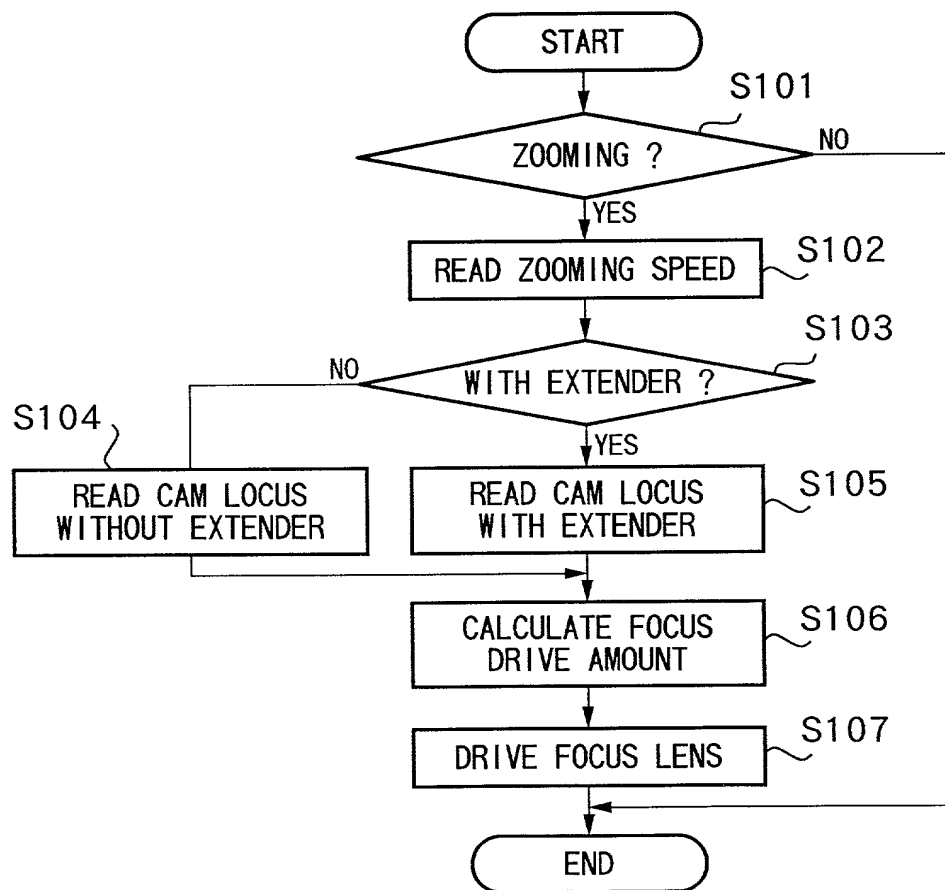 START
S101
ZOOMING ?
NO
YES
READ ZOOMING SPEED
S102
S103
NO
WITH EXTENDER ?
YES
S104
READ CAM LOCUS
WITHOUT EXTENDER
READ CAM LOCUS
WITH EXTENDER
S105
CALCULATE FOCUS
DRIVE AMOUNT
S106
DRIVE FOCUS LENS
S107
END